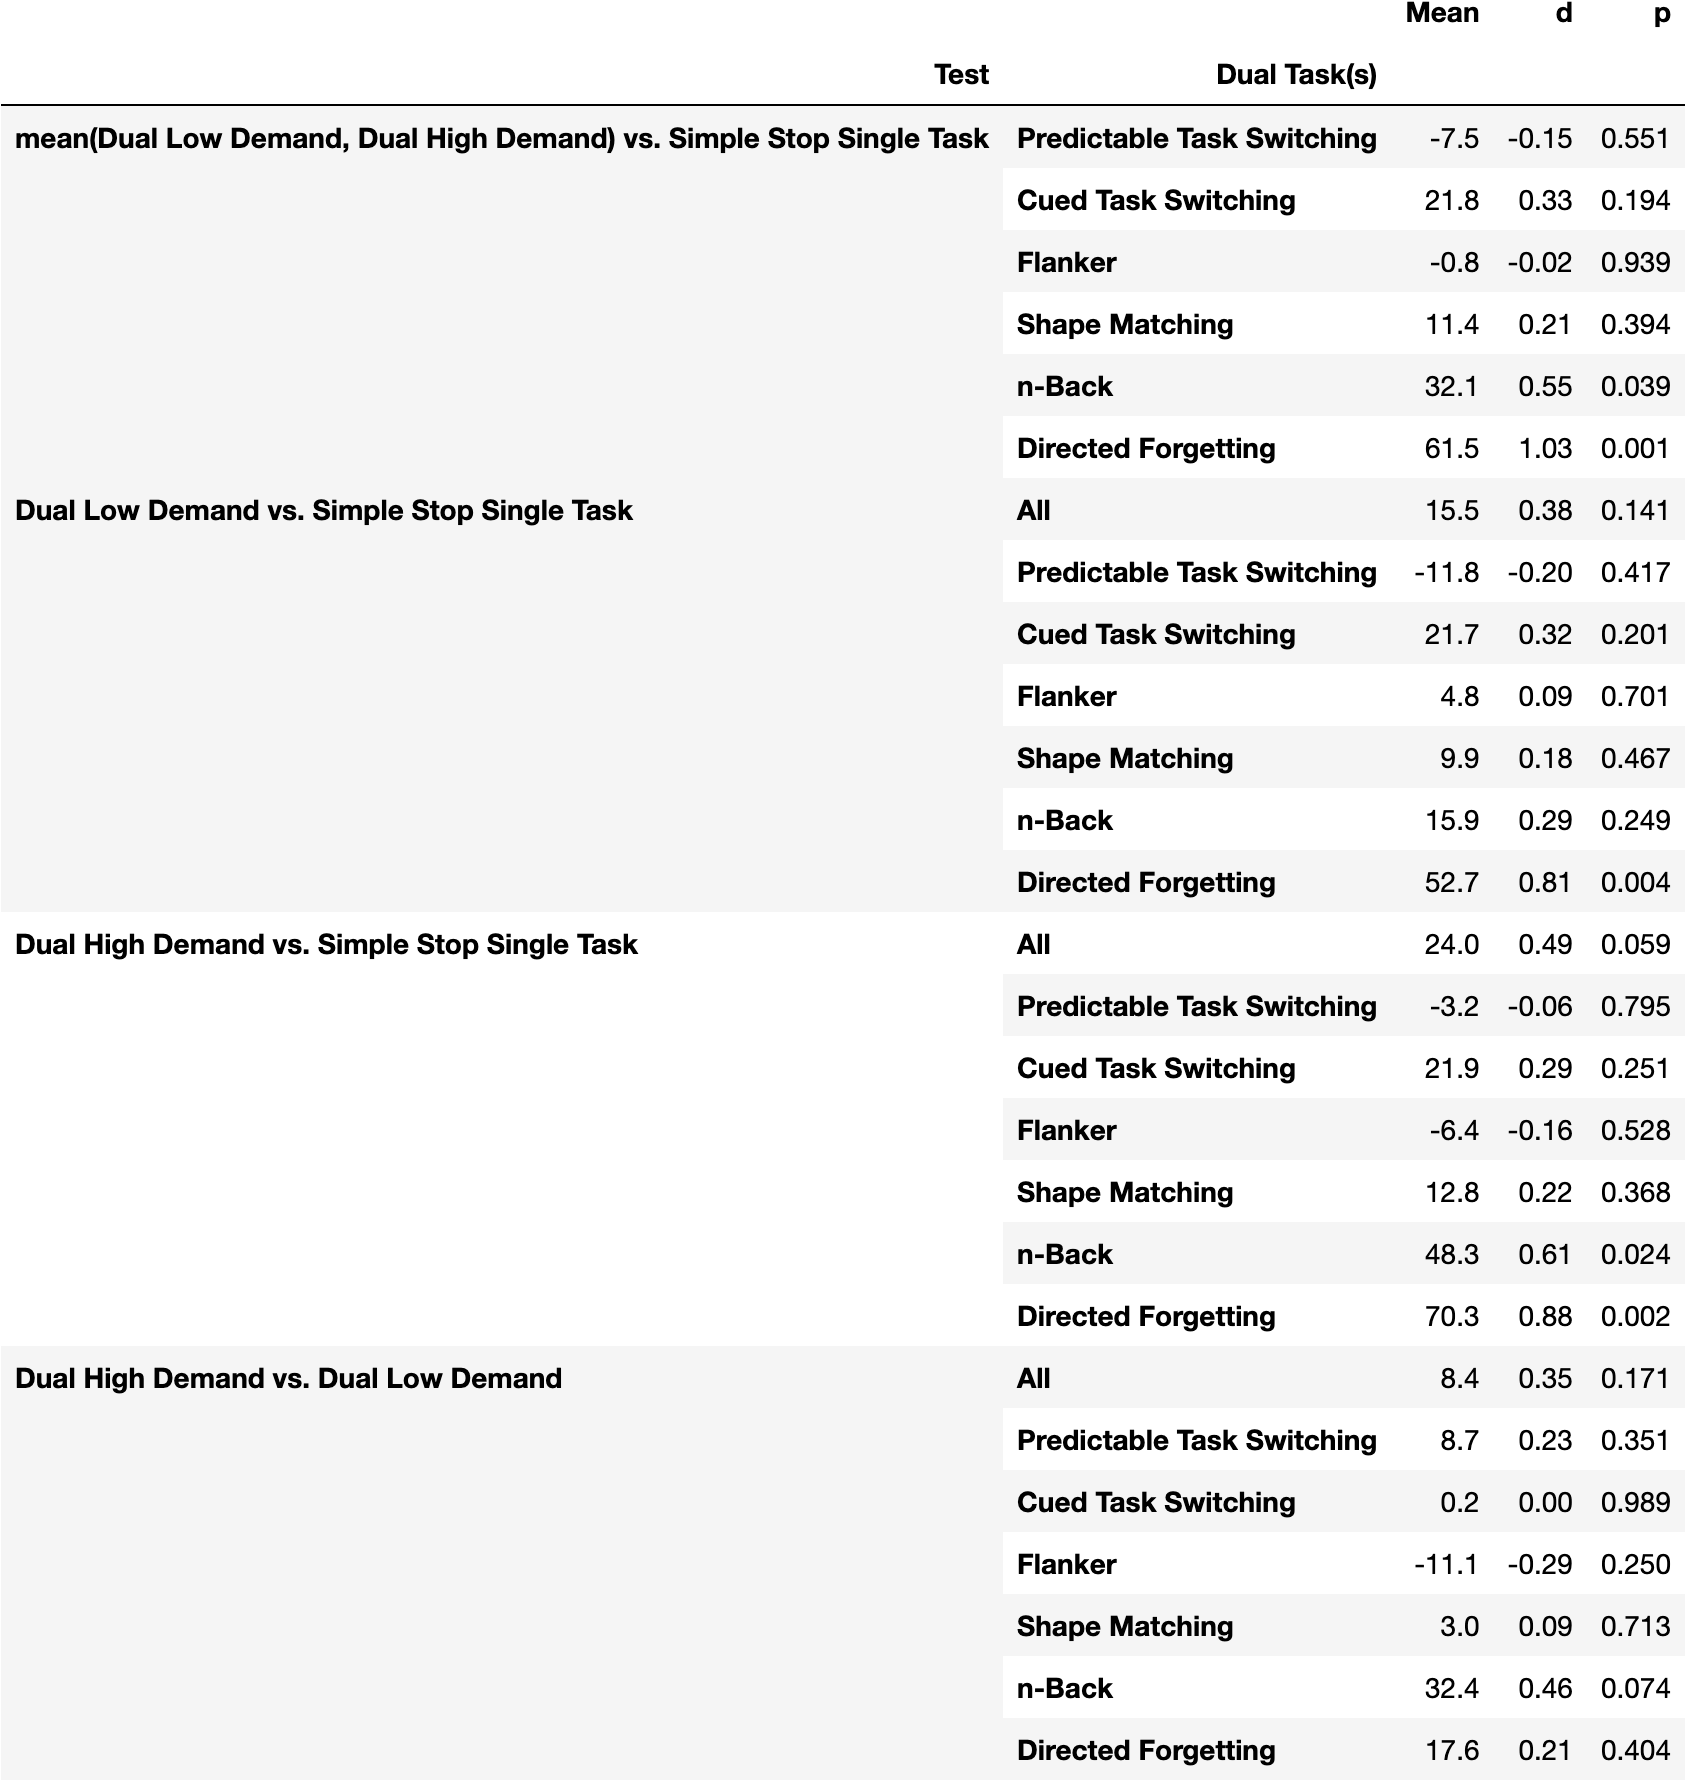 Mean d p
Test Dual Task(s)
mean(Dual Low Demand, Dual High Demand) vs. Simple Stop Single Task Predictable Task Switching -7.5 -0.15 0.551
Cued Task Switching 21.8 0.33 0.194
Flanker -0.8 -0.02 0.939
Shape Matching 11.4 0.21 0.394
n-Back 32.1 0.55 0.039
Directed Forgetting 61.5 1.03 0.001
Dual Low Demand vs. Simple Stop Single Task All 15.5 0.38 0.141
Predictable Task Switching -11.8 -0.20 0.417
Cued Task Switching 21.7 0.32 0.201
Flanker 4.8 0.09 0.701
Shape Matching 9.9 0.18 0.467
n-Back 15.9 0.29 0.249
Directed Forgetting 52.7 0.81 0.004
Dual High Demand vs. Simple Stop Single Task All 24.0 0.49 0.059
Predictable Task Switching -3.2 -0.06 0.795
Cued Task Switching 21.9 0.29 0.251
Flanker -6.4 -0.16 0.528
Shape Matching 12.8 0.22 0.368
n-Back 48.3 0.61 0.024
Directed Forgetting 70.3 0.88 0.002
Dual High Demand vs. Dual Low Demand All 8.4 0.35 0.171
Predictable Task Switching 8.7 0.23 0.351
Cued Task Switching 0.2 0.00 0.989
Flanker -11.1 -0.29 0.250
Shape Matching 3.0 0.09 0.713
n-Back 32.4 0.46 0.074
Directed Forgetting 17.6 0.21 0.404